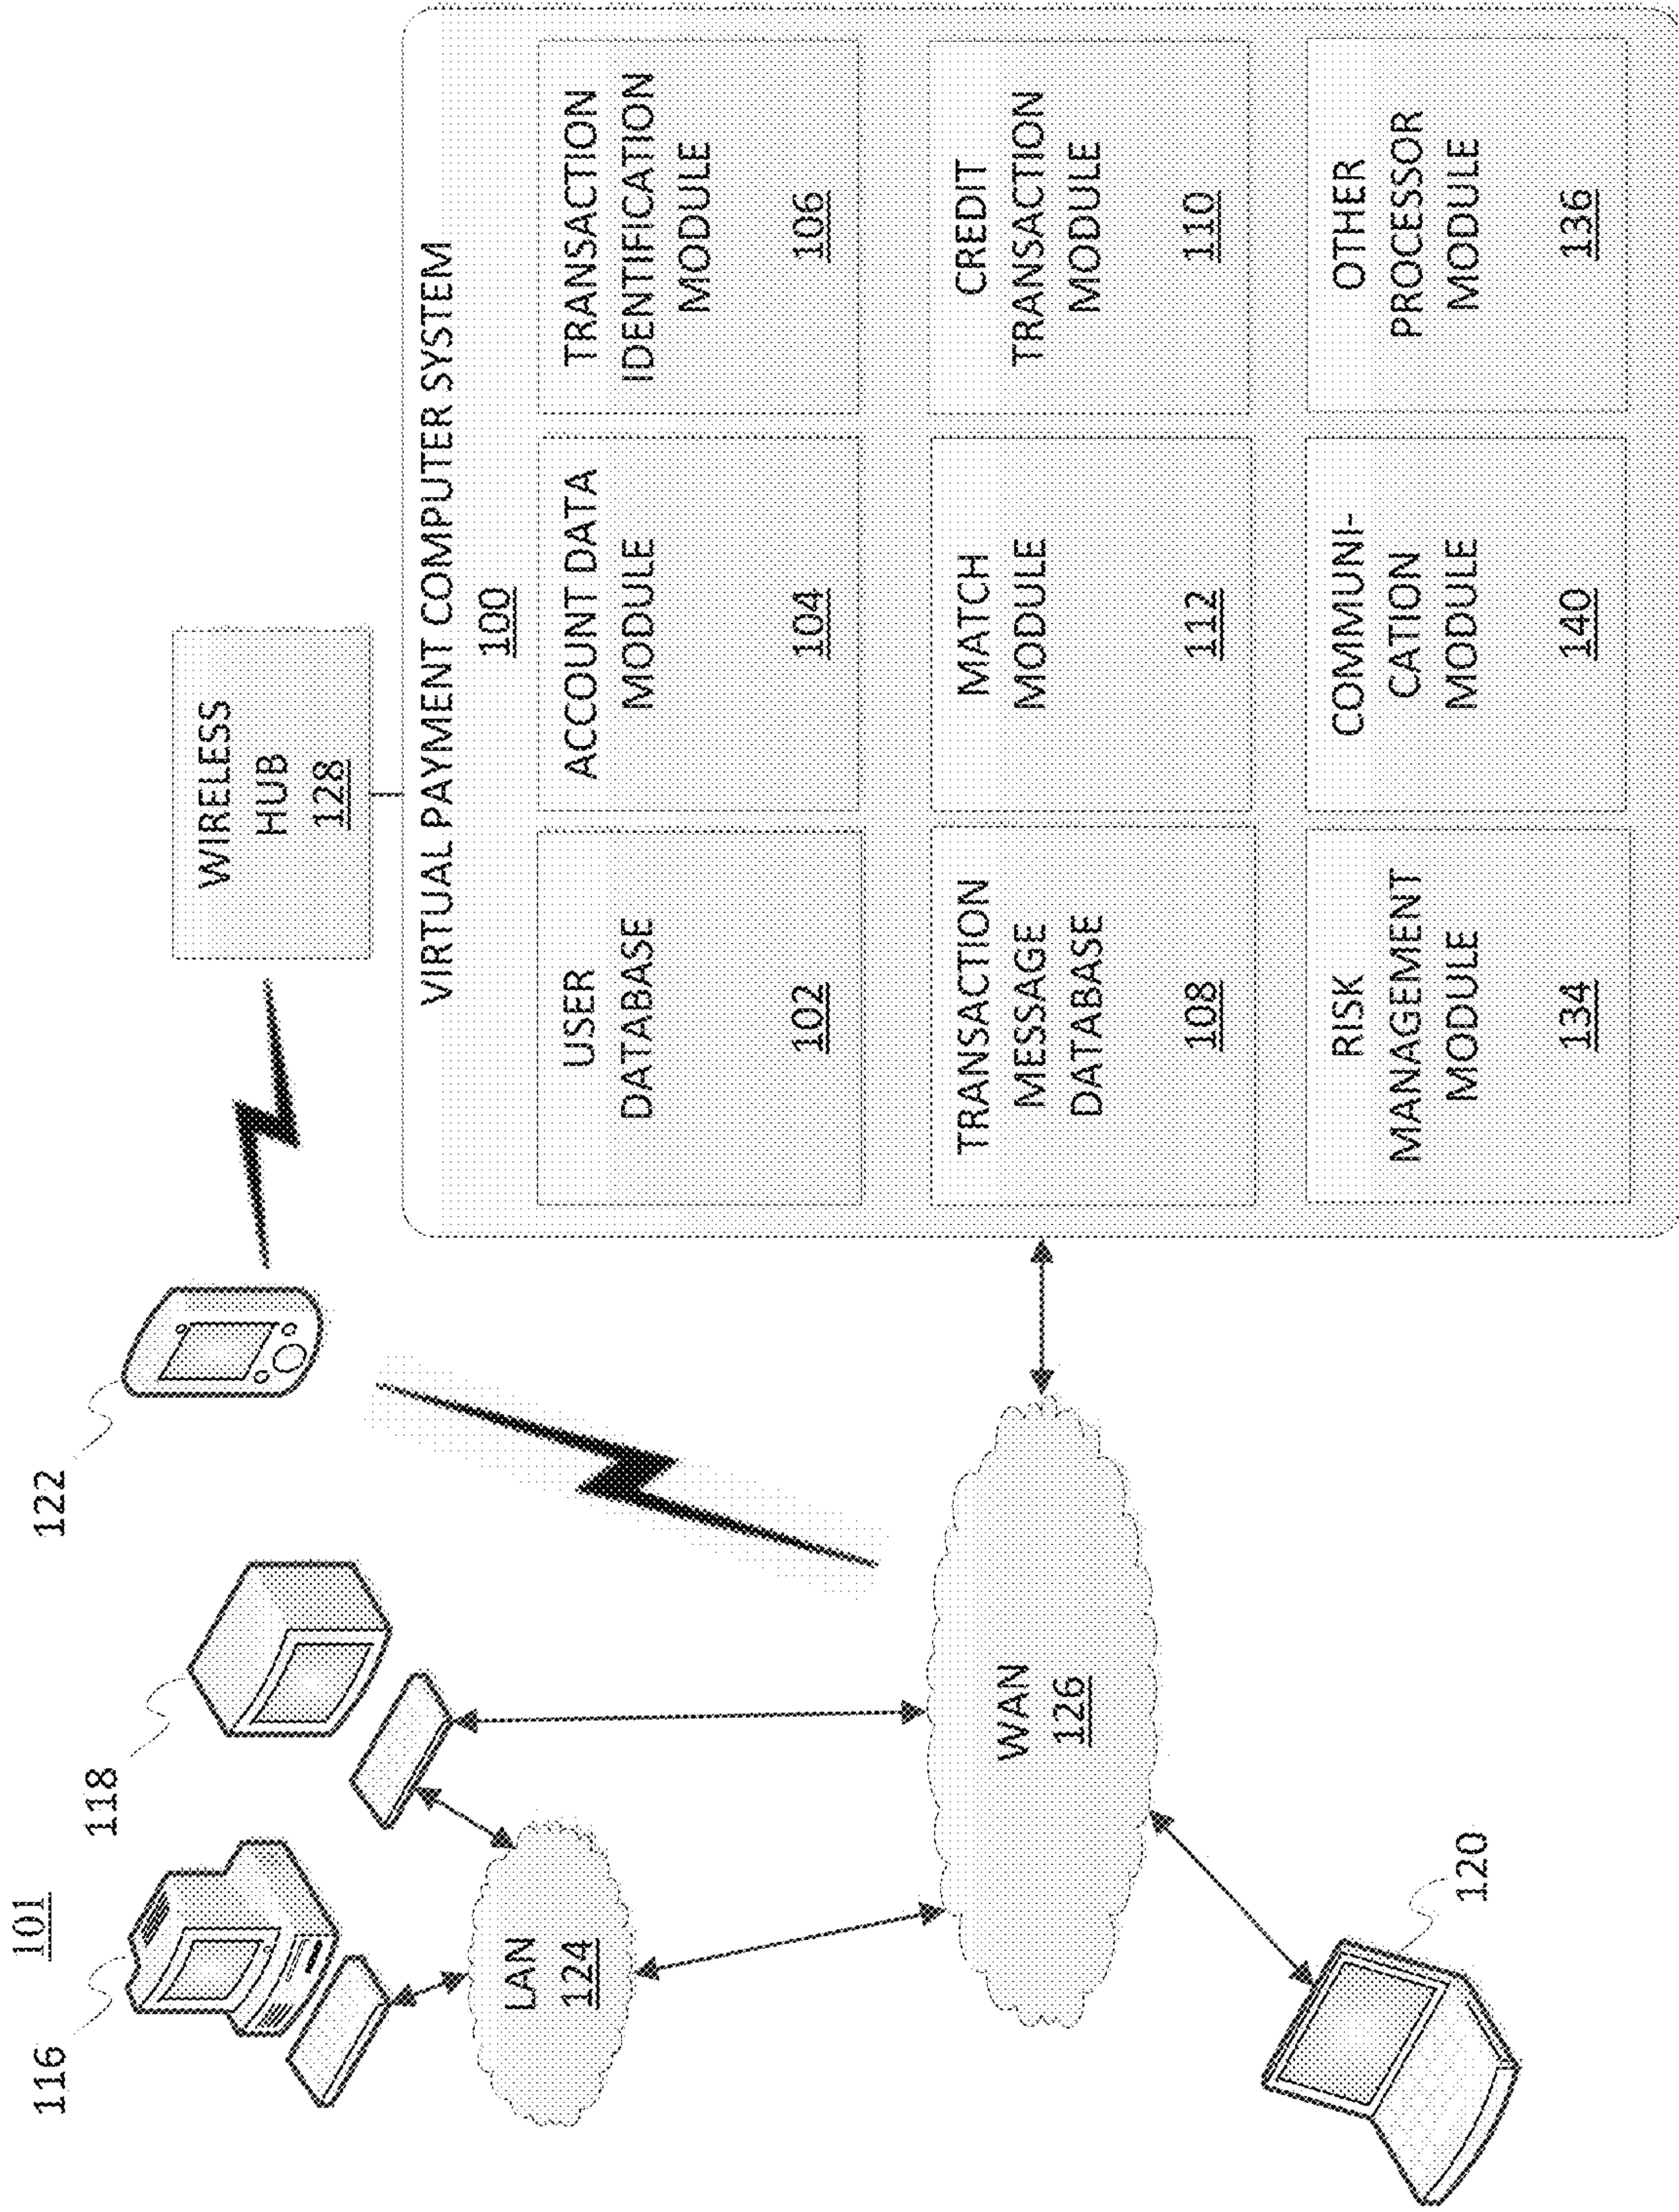 101
116
118
122
WIRELESS
HUB
128
LAN
124
WAN
126
120
VIRTUAL PAYMENT COMPUTER SYSTEM
100
USER
DATABASE
102
ACCOUNT DATA
MODULE
104
TRANSACTION
IDENTIFICATION
MODULE
106
TRANSACTION
MESSAGE
DATABASE
108
MATCH
MODULE
112
CREDIT
TRANSACTION
MODULE
110
RISK
MANAGEMENT
MODULE
134
COMMUNI-
CATION
MODULE
140
OTHER
PROCESSOR
MODULE
136